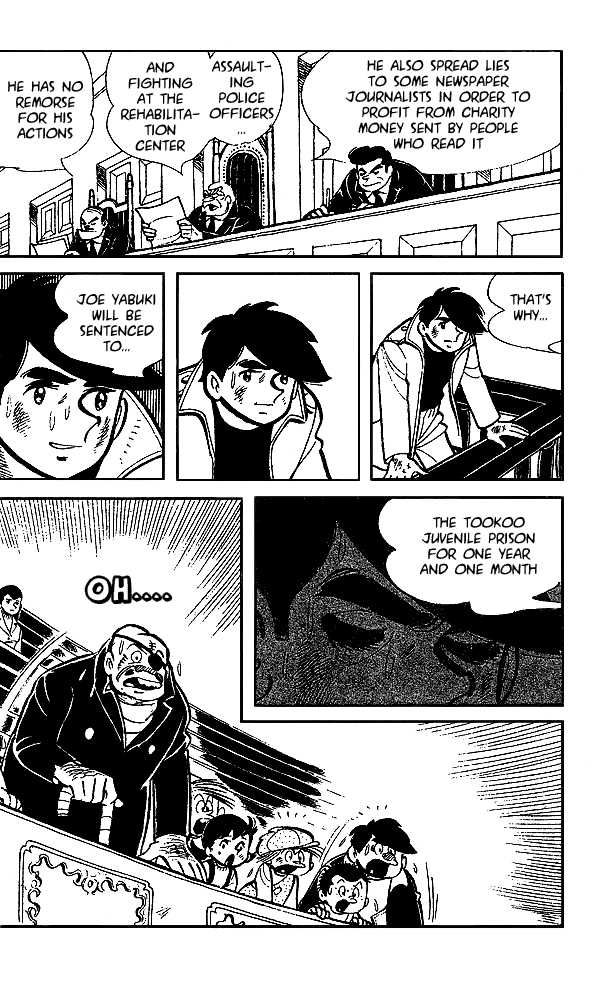 HE ALSO SPREAD LIES
TO SOME NEWSPAPER
JOURNALISTS IN ORDER TO
PROFIT FROM CHARITY
MONEY SENT BY PEOPLE
WHO READ IT
ASSAULT-
ING
POLICE
OFFICERS
...
AND
FIGHTING
AT THE
REHABILITA-
TION
CENTER
HE HAS NO
REMORSE
FOR HIS
ACTIONS
THAT'S
WHY...
JOE YABUKI
WILL BE
SENTENCED
TO...
THE TOOKOO
JUVENILE PRISON
FOR ONE YEAR
AND ONE MONTH
OH....